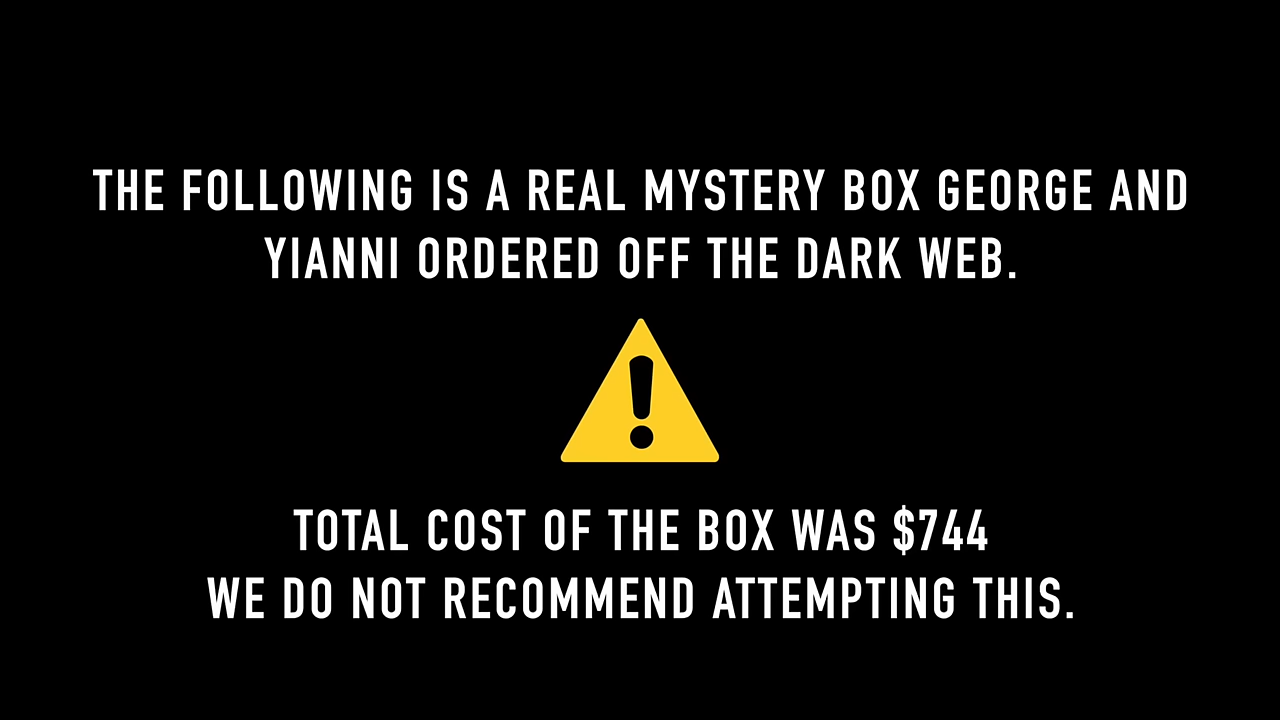 THE FOLLOWING IS A REAL MYSTERY BOX GEORGE AND
YIANNI ORDERED OFF THE DARK WEB.
TOTAL COST OF THE BOX WAS $744
WE DO NOT RECOMMEND ATTEMPTING THIS.